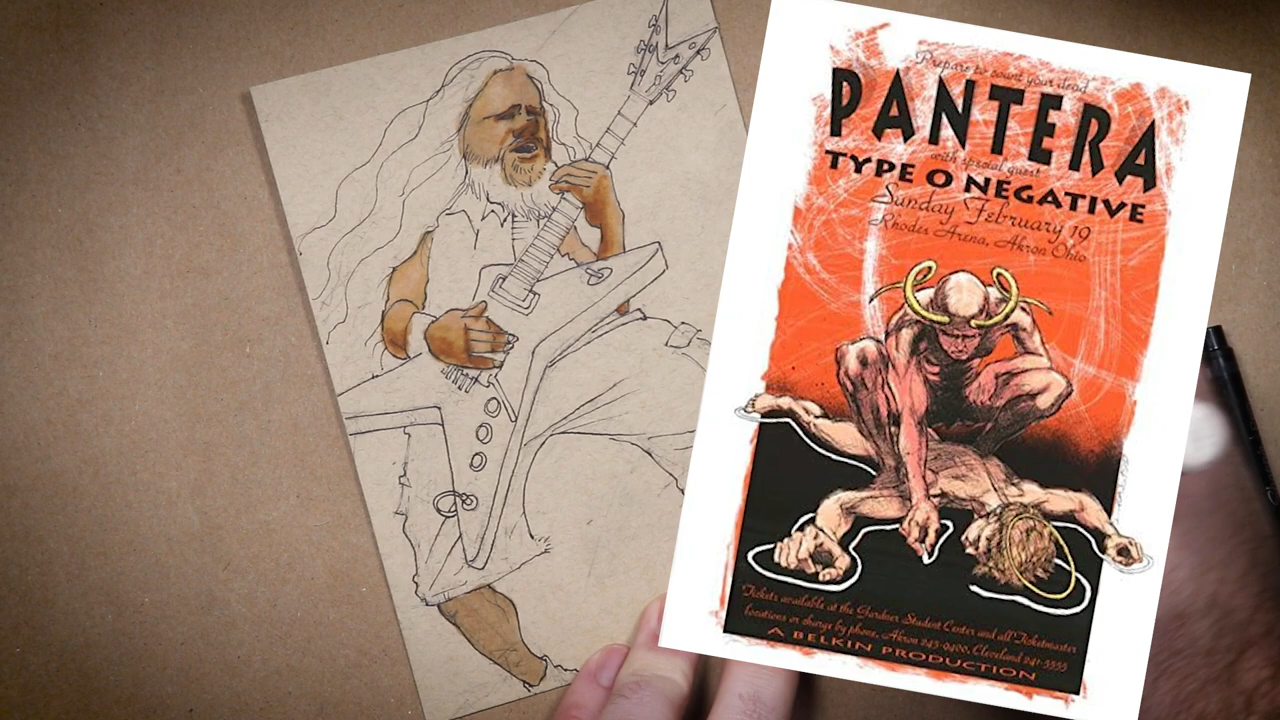 Prepare to count your dead
PANTERA
with special guest
TYPE O NEGATIVE
Sunday February 19
Rhodes Arena, Akron Ohio
Tickets available at the Gardner Student Center and all Ticketmaster
locations or charge by phone, Akron 243-9400, Cleveland 241-5555
A BELKIN PRODUCTION